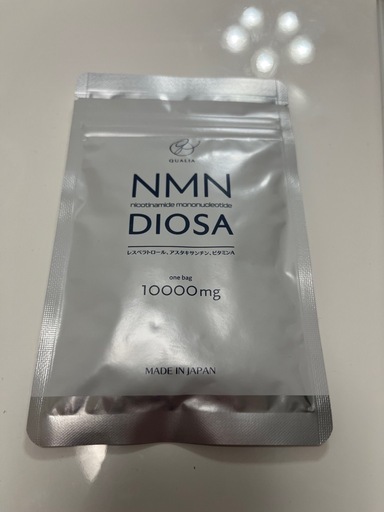 QUALIA
NMN
nicotinamide mononucleotide
DIOSA
レスベラトロール、アスタキサンチン、ビタミンA
one bag
10000mg
MADE IN JAPAN